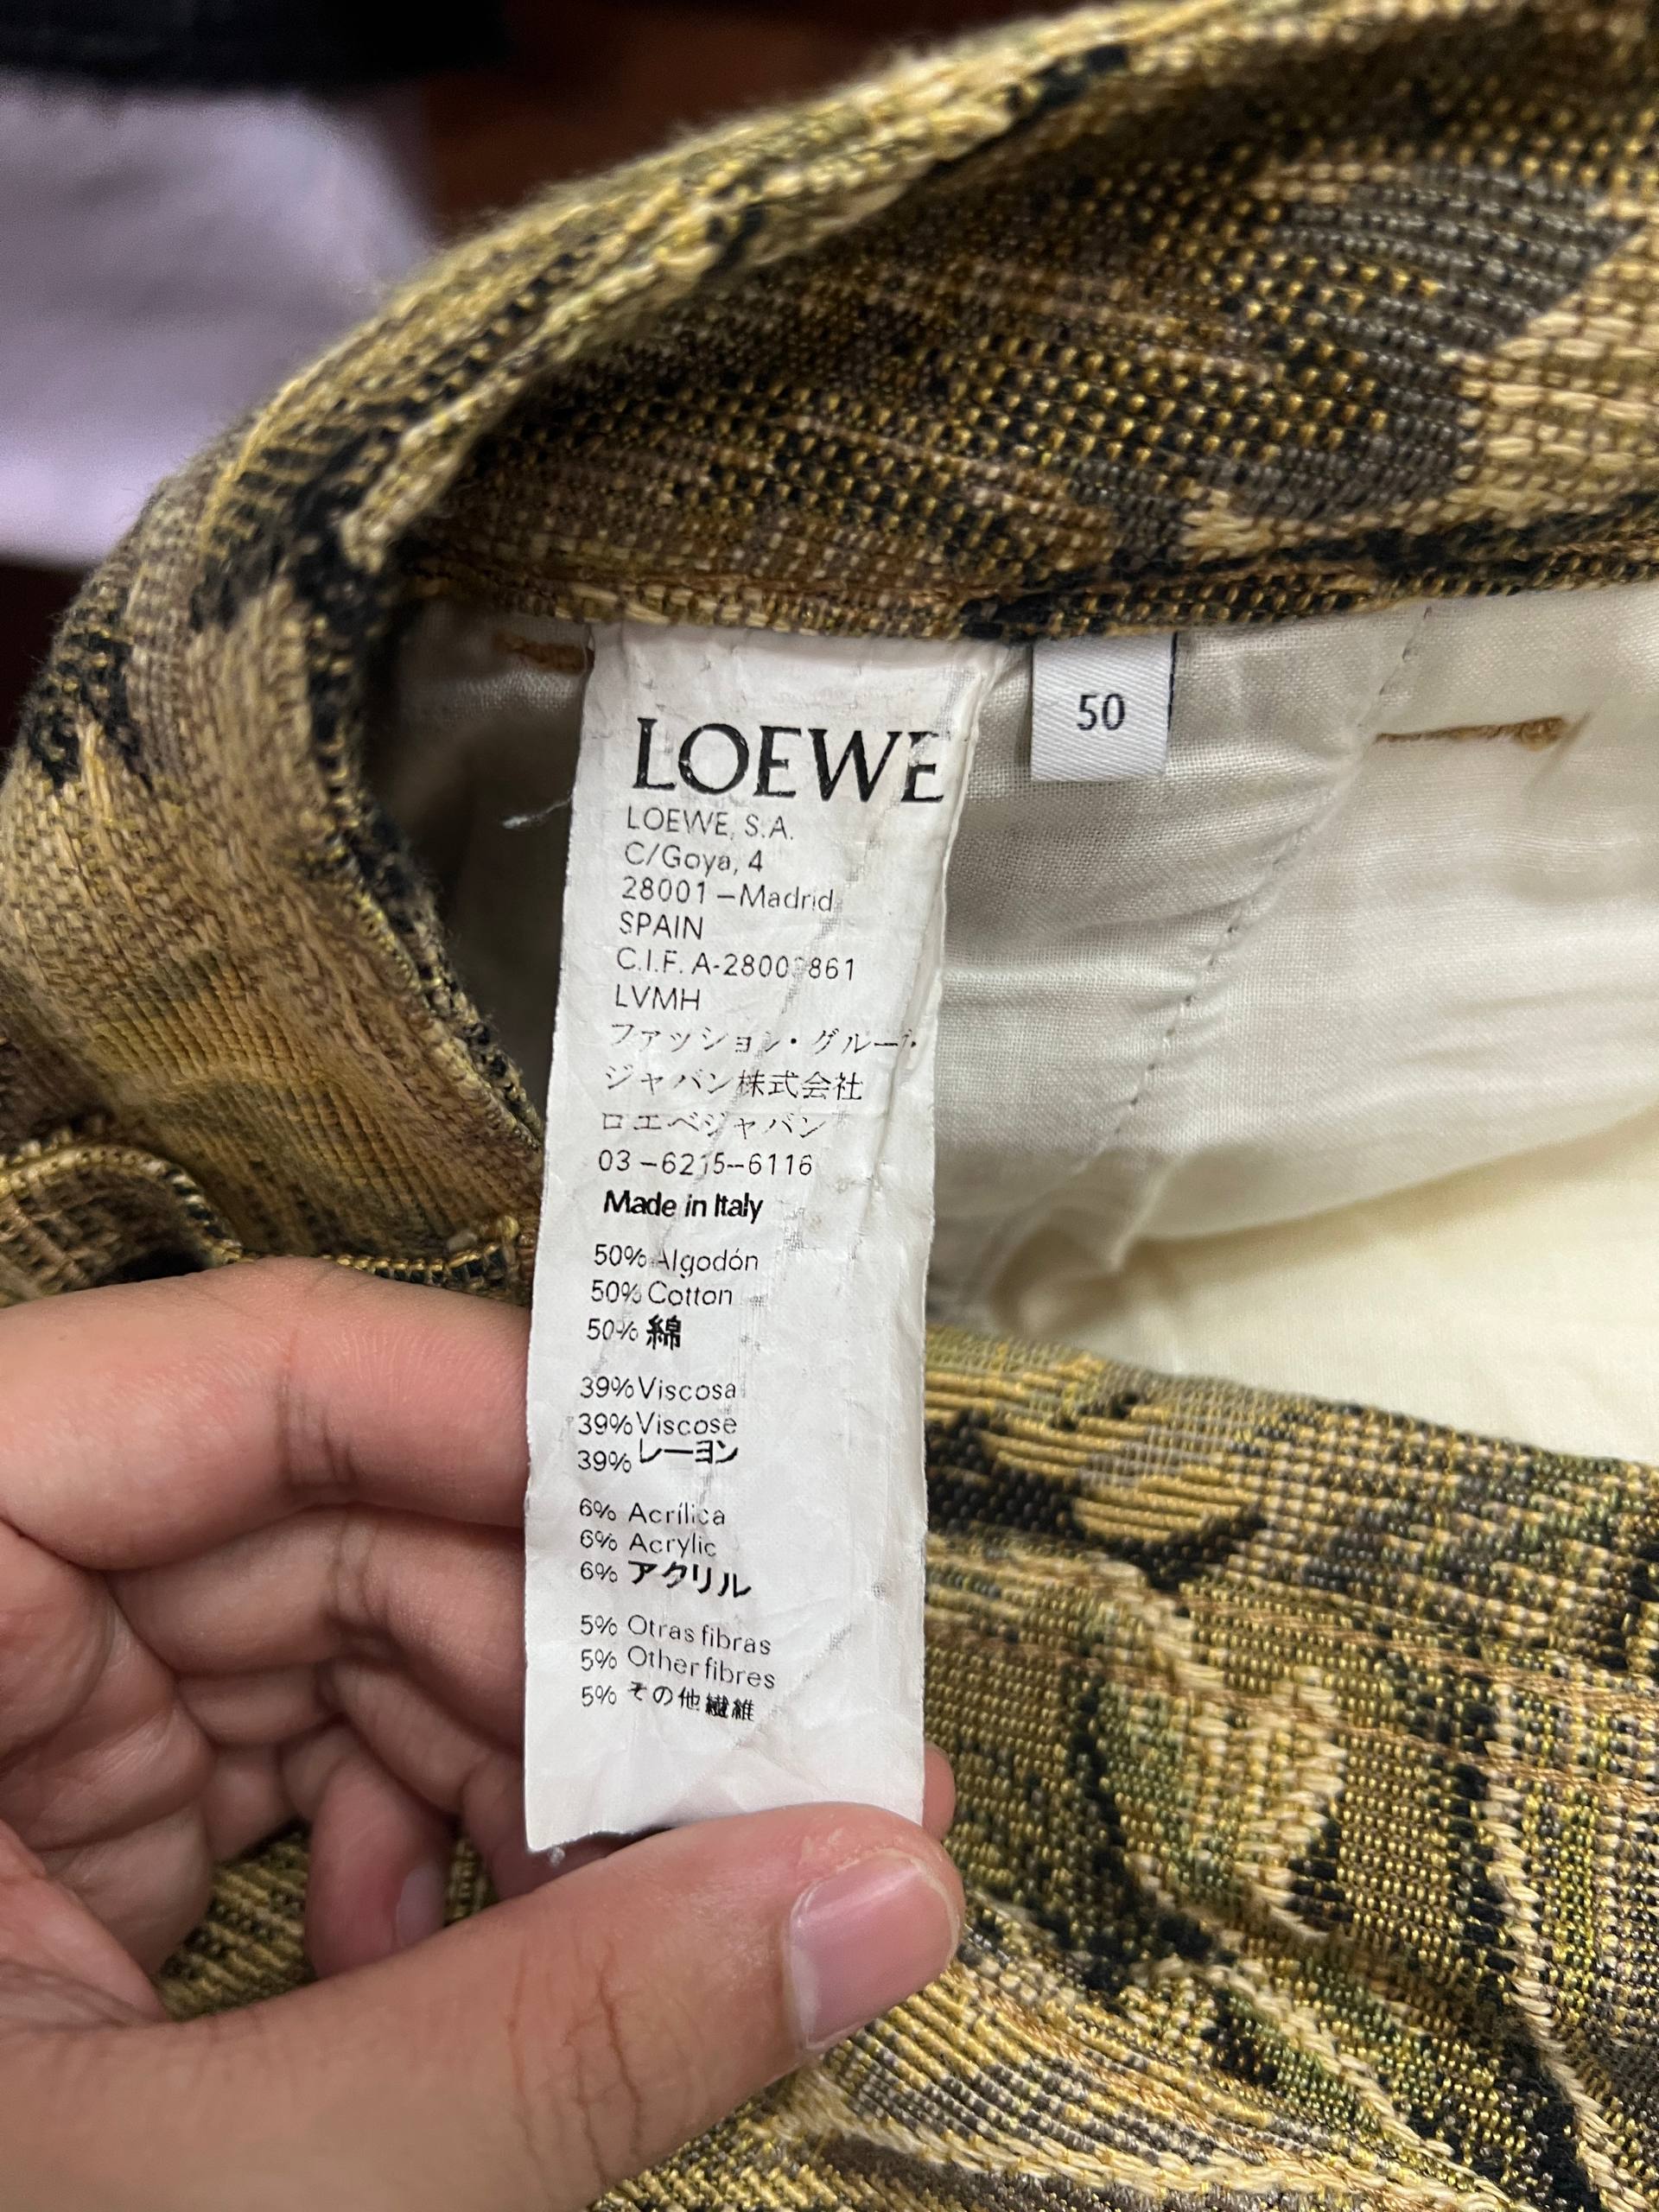 LOEWE
50
LOEWE, S.A.
C/Goya, 4
28001 – Madrid
SPAIN
C.I.F.
LVMH
ファッション・グループ・
ジャパン株式会社
ロエベジャパン
03–6215–6116
Made in Italy
50% Algodón
50% Cotton
50% 綿
39% Viscosa
39% Viscose
39% レーヨン
6% Acrílica
6% Acrylic
6% アクリル
5% Otras fibras
5% Other fibres
5% その他繊維